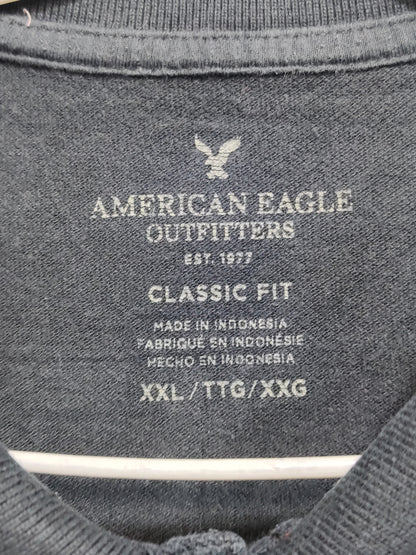 AMERICAN EAGLE
OUTFITTERS
EST. 1977
CLASSIC FIT
MADE IN INDONESIA
FABRIQUÉ EN INDONÉSIE
HECHO EN INDONESIA
XXL/TTG/XXG